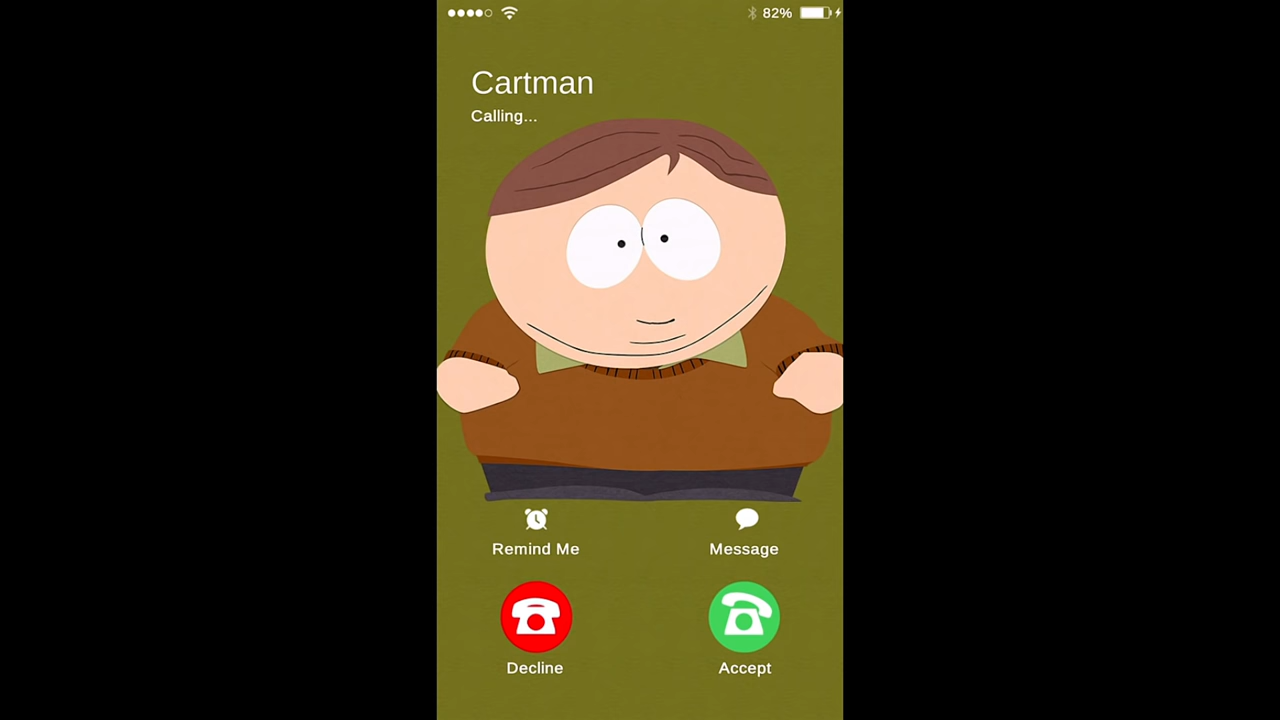 82%
Cartman
Calling...
Remind Me
Message
Decline
Accept